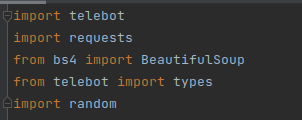 import telebot
import requests
from bs4 import BeautifulSoup
from telebot import types
import random